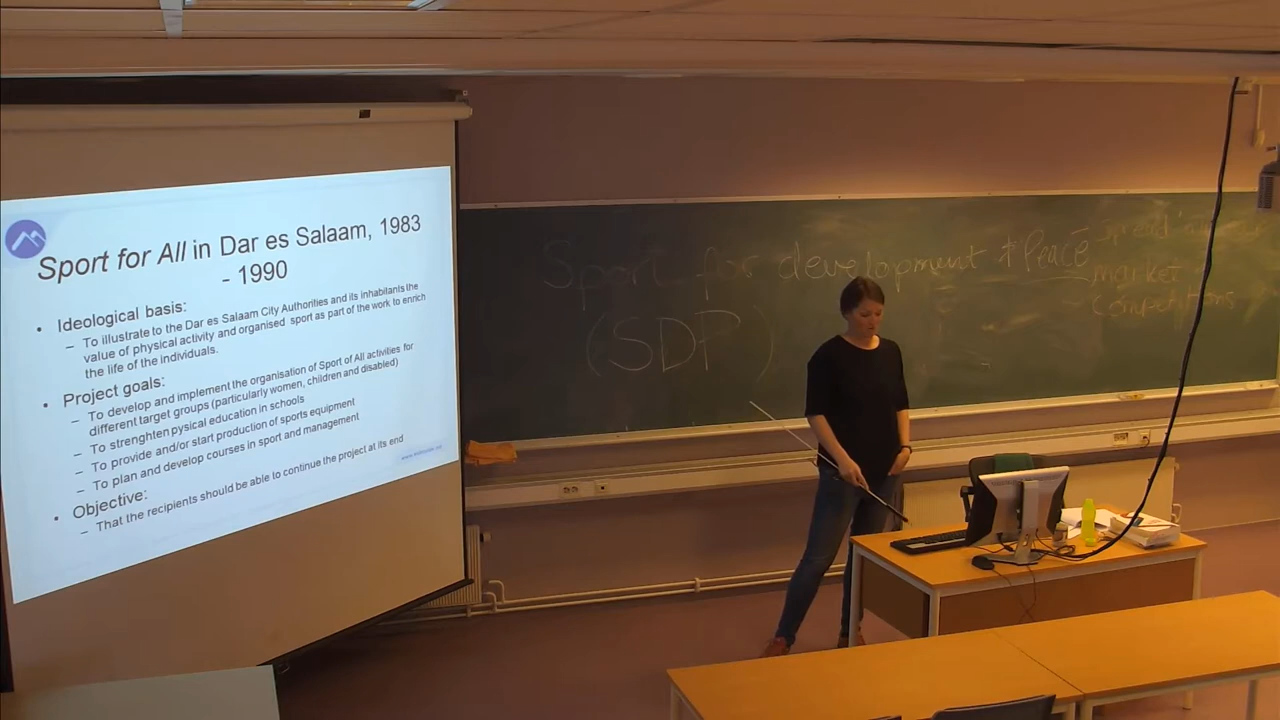 Sport for All in Dar es Salaam, 1983
- 1990
• Ideological basis:
– To illustrate to the Dar es Salaam City Authorities and its inhabitants the
value of physical activity and organised sport as part of the work to enrich
the life of the individuals.
• Project goals:
– To develop and implement the organisation of Sport of All activities for
different target groups (particularly women, children and disabled)
– To strenghten pysical education in schools
– To provide and/or start production of sports equipment
– To plan and develop courses in sport and management
• Objective:
– That the recipients should be able to continue the project at its end
Sport for development + Peace
(SDP)
market
competitions